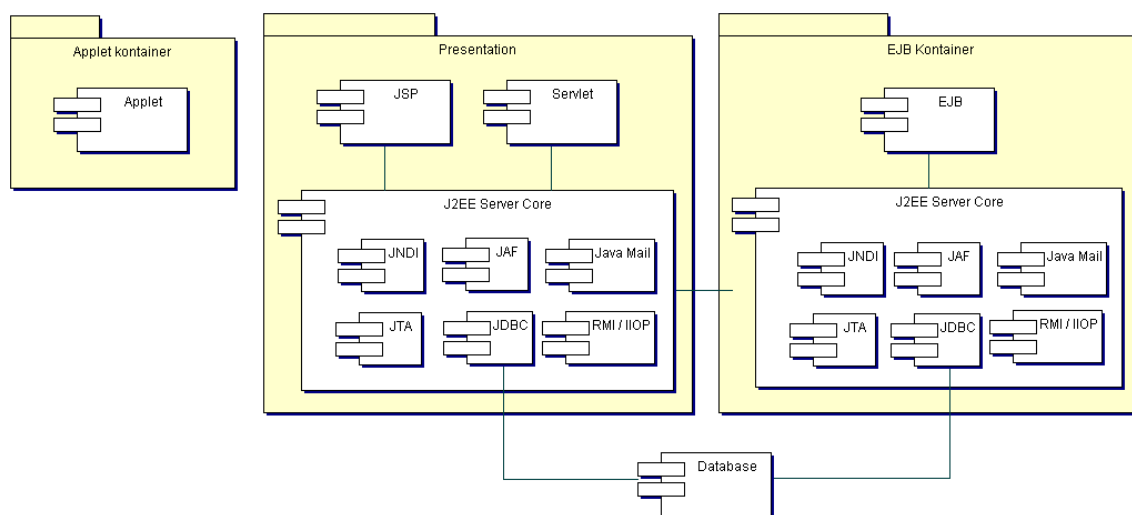 Applet kontainer
Applet
Presentation
JSP
Servlet
J2EE Server Core
JNDI
JAF
Java Mail
JTA
JDBC
RMI / IIOP
EJB Kontainer
EJB
J2EE Server Core
JNDI
JAF
Java Mail
JTA
JDBC
RMI / IIOP
Database